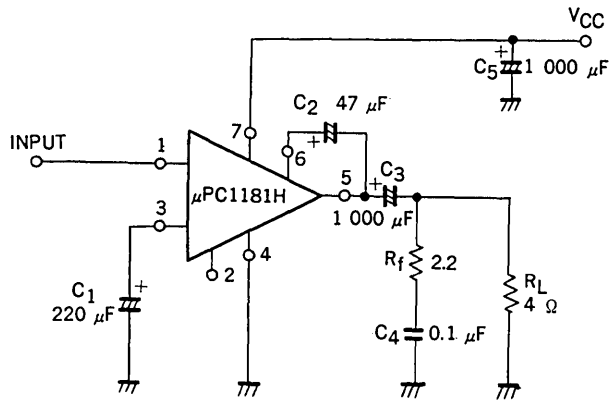 VCC
C5 1 000 μF
+
C2 47 μF
+
7
6
INPUT
1
μPC1181H
5
+
C3
1 000 μF
3
4
2
C1
220 μF
+
Rf 2.2
C4 0.1 μF
RL
4 Ω